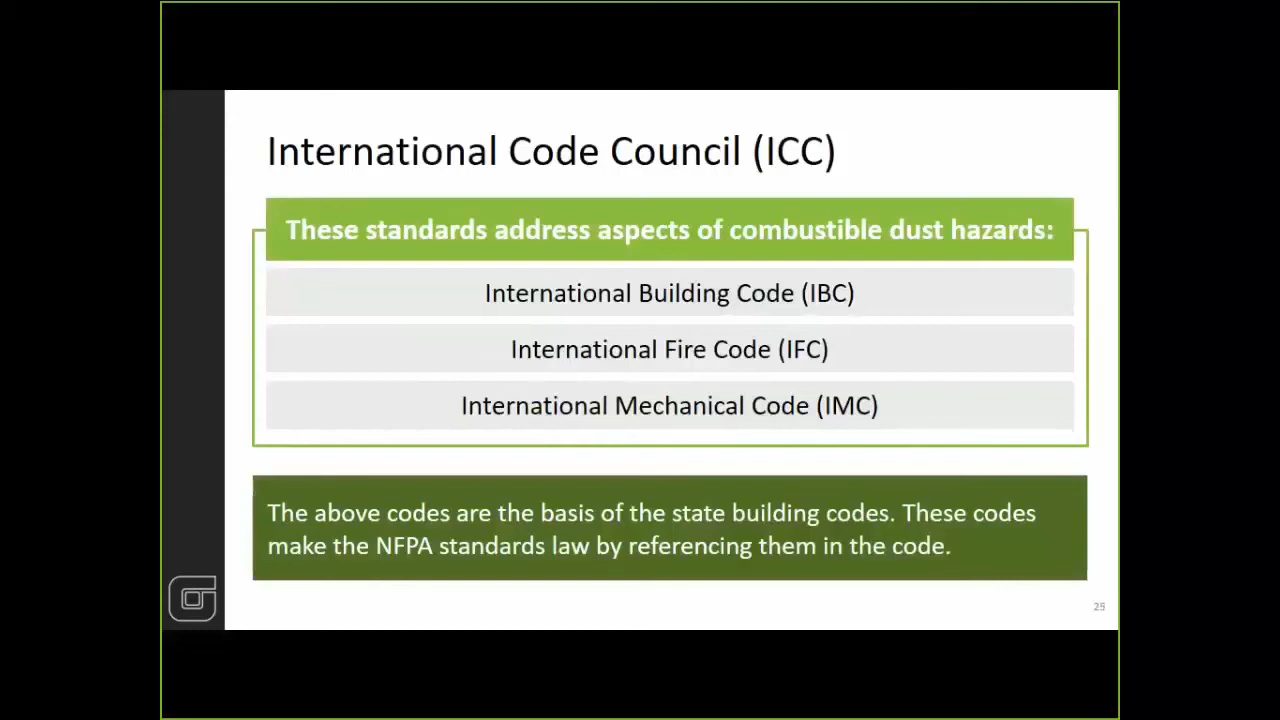 International Code Council (ICC)
These standards address aspects of combustible dust hazards:
International Building Code (IBC)
International Fire Code (IFC)
International Mechanical Code (IMC)
The above codes are the basis of the state building codes. These codes
make the NFPA standards law by referencing them in the code.
25